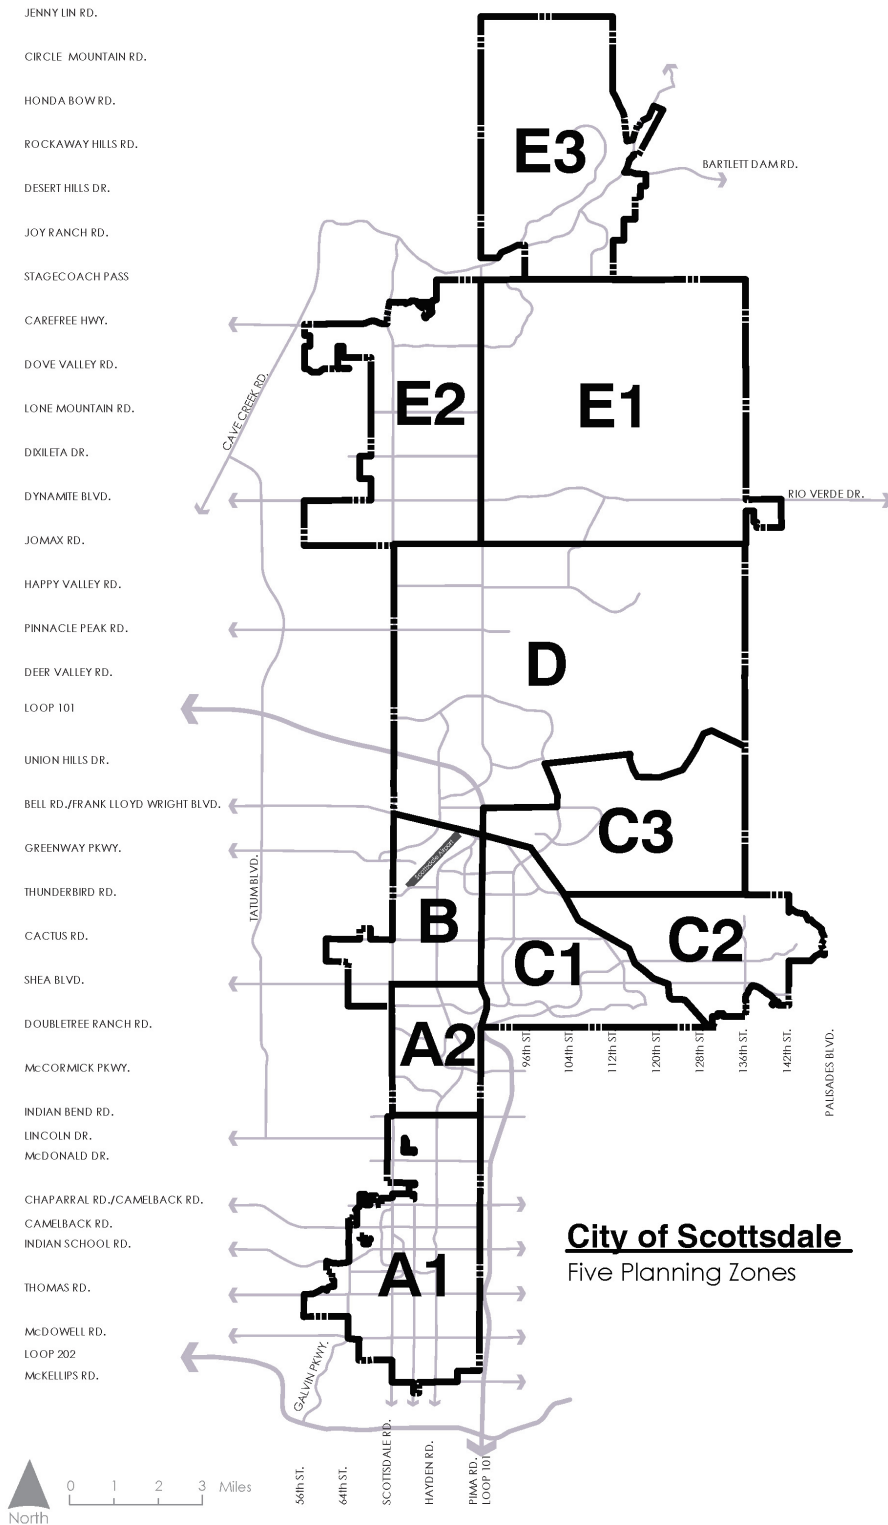 JENNY LIN RD.
CIRCLE MOUNTAIN RD.
HONDA BOW RD.
ROCKAWAY HILLS RD.
DESERT HILLS DR.
JOY RANCH RD.
STAGECOACH PASS
CAREFREE HWY.
DOVE VALLEY RD.
LONE MOUNTAIN RD.
DIXILETA DR.
DYNAMITE BLVD.
JOMAX RD.
HAPPY VALLEY RD.
PINNACLE PEAK RD.
DEER VALLEY RD.
LOOP 101
UNION HILLS DR.
BELL RD./FRANK LLOYD WRIGHT BLVD.
GREENWAY PKWY.
THUNDERBIRD RD.
CACTUS RD.
SHEA BLVD.
DOUBLETREE RANCH RD.
McCORMICK PKWY.
INDIAN BEND RD.
LINCOLN DR.
McDONALD DR.
CHAPARRAL RD./CAMELBACK RD.
CAMELBACK RD.
INDIAN SCHOOL RD.
THOMAS RD.
McDOWELL RD.
LOOP 202
McKELLIPS RD.
E3
BARTLETT DAM RD.
CAVE CREEK RD.
E2
E1
RIO VERDE DR.
D
C3
Scottsdale Airport
TATUM BLVD.
B
C1
C2
A2
96th ST.
104th ST.
112th ST.
120th ST.
128th ST.
136th ST.
142th ST.
PALISADES BLVD.
A1
City of Scottsdale
Five Planning Zones
GALVIN PKWY.
56th ST.
64th ST.
SCOTTSDALE RD.
HAYDEN RD.
PIMA RD.
LOOP 101
0 1 2 3 Miles
North